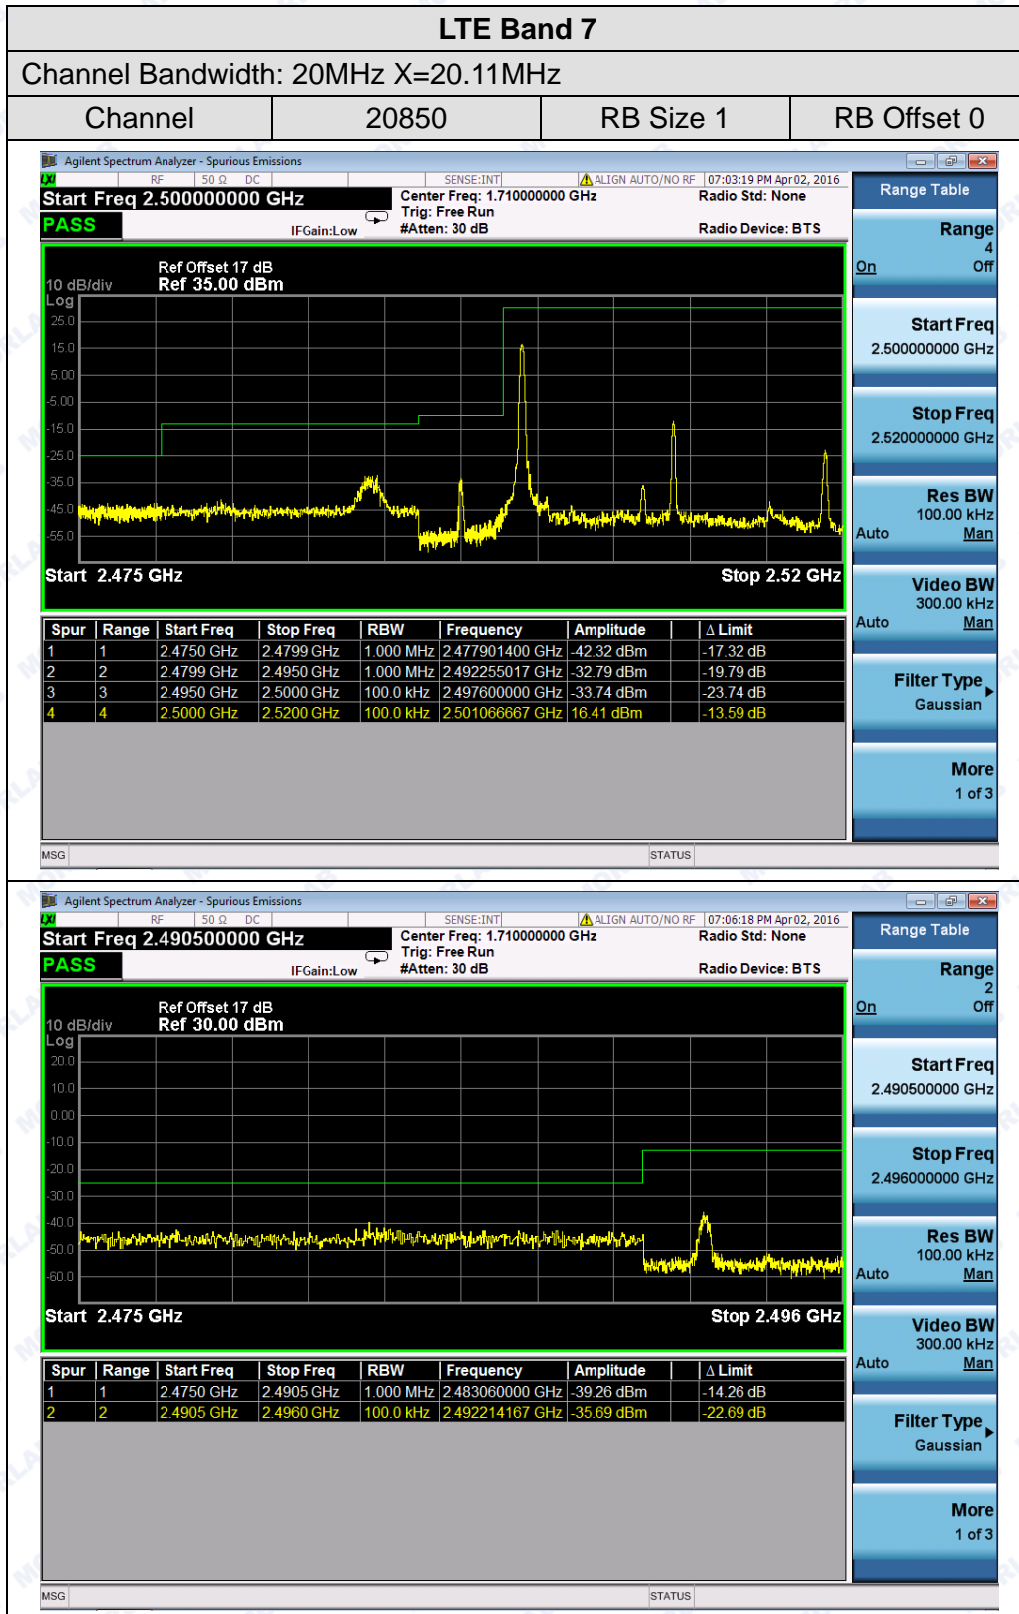 LTE Band 7
Channel Bandwidth: 20MHz X=20.11MHz
Channel 20850 RB Size 1 RB Offset 0
Agilent Spectrum Analyzer - Spurious Emissions
LXI RF 50 Ω DC SENSE:INT ALIGN AUTO/NO RF 07:03:19 PM Apr 02, 2016
Start Freq 2.500000000 GHz Center Freq: 1.710000000 GHz Radio Std: None
Trig: Free Run
PASS IFGain:Low #Atten: 30 dB Radio Device: BTS
Ref Offset 17 dB
10 dB/div Ref 35.00 dBm
Log
25.0
15.0
5.00
-5.00
-15.0
-25.0
-35.0
-45.0
-55.0
Start 2.475 GHz Stop 2.52 GHz
Spur Range Start Freq Stop Freq RBW Frequency Amplitude Δ Limit
1 1 2.4750 GHz 2.4799 GHz 1.000 MHz 2.477901400 GHz -42.32 dBm -17.32 dB
2 2 2.4799 GHz 2.4950 GHz 1.000 MHz 2.492255017 GHz -32.79 dBm -19.79 dB
3 3 2.4950 GHz 2.5000 GHz 100.0 kHz 2.497600000 GHz -33.74 dBm -23.74 dB
4 4 2.5000 GHz 2.5200 GHz 100.0 kHz 2.501066667 GHz 16.41 dBm -13.59 dB
MSG STATUS
Range Table
Range
4
On Off
Start Freq
2.500000000 GHz
Stop Freq
2.520000000 GHz
Res BW
100.00 kHz
Auto Man
Video BW
300.00 kHz
Auto Man
Filter Type
Gaussian
More
1 of 3
Agilent Spectrum Analyzer - Spurious Emissions
LXI RF 50 Ω DC SENSE:INT ALIGN AUTO/NO RF 07:06:18 PM Apr 02, 2016
Start Freq 2.490500000 GHz Center Freq: 1.710000000 GHz Radio Std: None
Trig: Free Run
PASS IFGain:Low #Atten: 30 dB Radio Device: BTS
Ref Offset 17 dB
10 dB/div Ref 30.00 dBm
Log
20.0
10.0
0.00
-10.0
-20.0
-30.0
-40.0
-50.0
-60.0
Start 2.475 GHz Stop 2.496 GHz
Spur Range Start Freq Stop Freq RBW Frequency Amplitude Δ Limit
1 1 2.4750 GHz 2.4905 GHz 1.000 MHz 2.483060000 GHz -39.26 dBm -14.26 dB
2 2 2.4905 GHz 2.4960 GHz 100.0 kHz 2.492214167 GHz -35.69 dBm -22.69 dB
MSG STATUS
Range Table
Range
2
On Off
Start Freq
2.490500000 GHz
Stop Freq
2.496000000 GHz
Res BW
100.00 kHz
Auto Man
Video BW
300.00 kHz
Auto Man
Filter Type
Gaussian
More
1 of 3